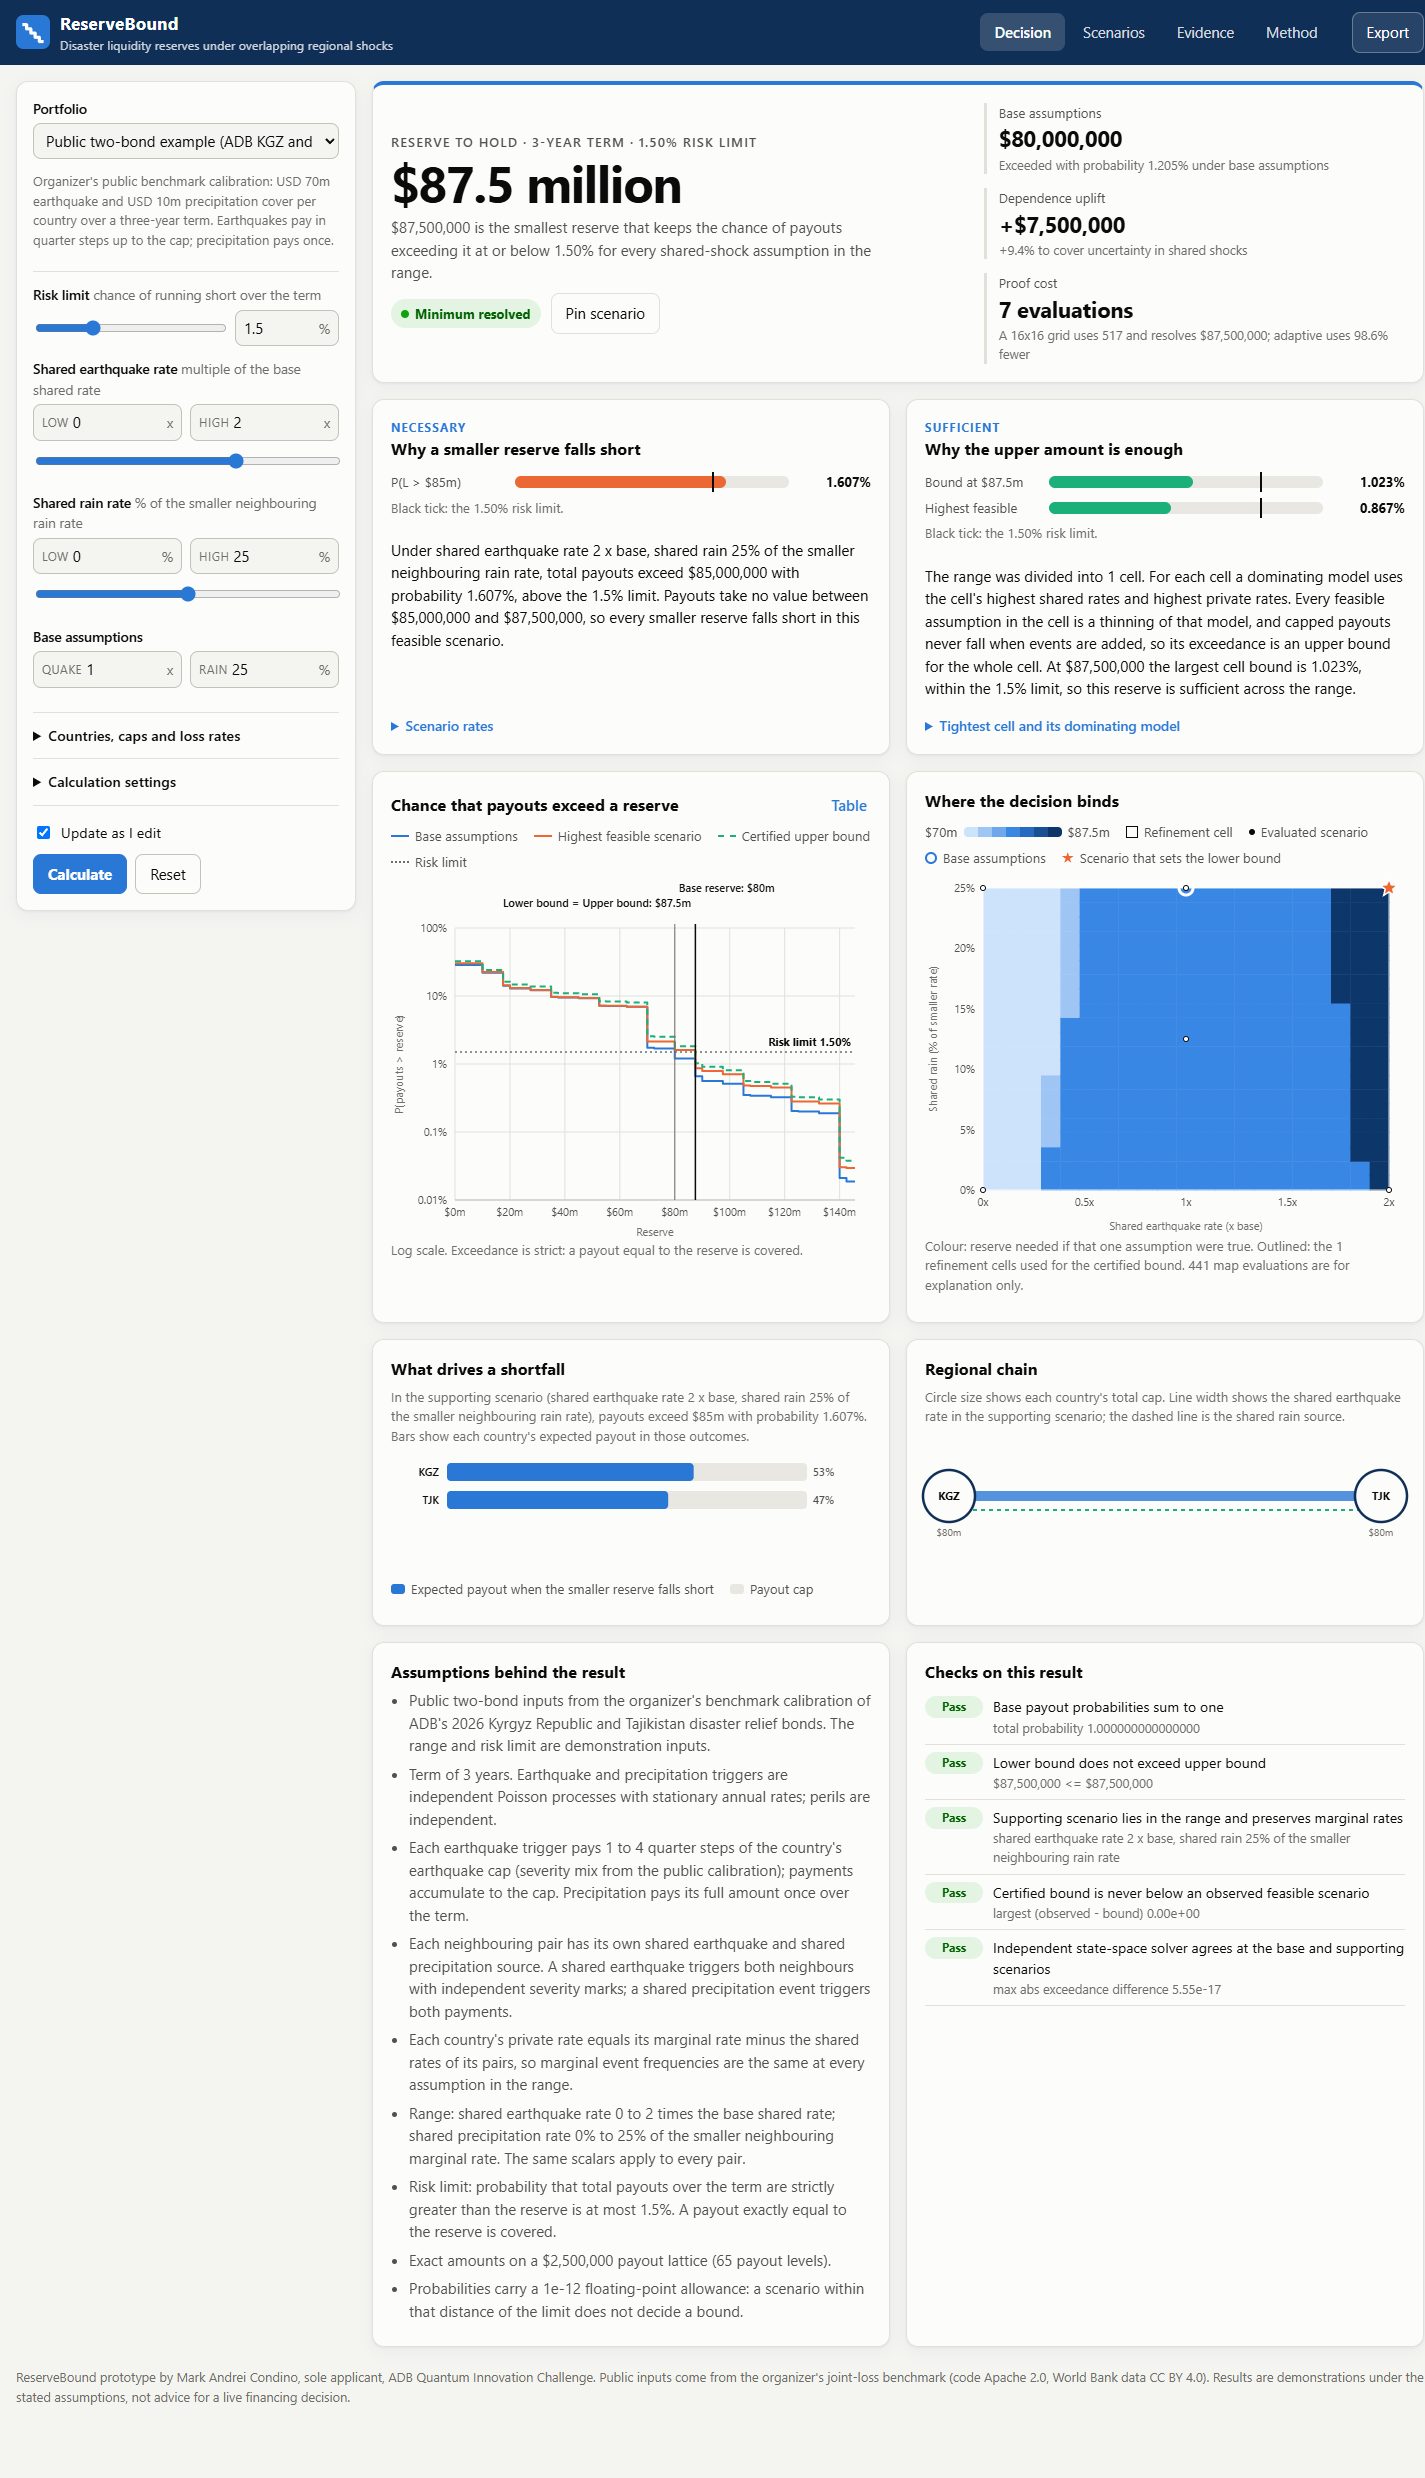 ReserveBound
Disaster liquidity reserves under overlapping regional shocks
Decision
Scenarios
Evidence
Method
Export
Portfolio
Public two-bond example (ADB KGZ and
Organizer's public benchmark calibration: USD 70m
earthquake and USD 10m precipitation cover per
country over a three-year term. Earthquakes pay in
quarter steps up to the cap; precipitation pays once.
Risk limit chance of running short over the term
1.5 %
Shared earthquake rate multiple of the base
shared rate
LOW 0 x
HIGH 2 x
Shared rain rate % of the smaller neighbouring
rain rate
LOW 0 %
HIGH 25 %
Base assumptions
QUAKE 1 x
RAIN 25 %
Countries, caps and loss rates
Calculation settings
Update as I edit
Calculate
Reset
RESERVE TO HOLD · 3-YEAR TERM · 1.50% RISK LIMIT
$87.5 million
$87,500,000 is the smallest reserve that keeps the chance of payouts
exceeding it at or below 1.50% for every shared-shock assumption in the
range.
Minimum resolved
Pin scenario
Base assumptions
$80,000,000
Exceeded with probability 1.205% under base assumptions
Dependence uplift
+$7,500,000
+9.4% to cover uncertainty in shared shocks
Proof cost
7 evaluations
A 16x16 grid uses 517 and resolves $87,500,000; adaptive uses 98.6%
fewer
NECESSARY
Why a smaller reserve falls short
P(L > $85m)
1.607%
Black tick: the 1.50% risk limit.
Under shared earthquake rate 2 x base, shared rain 25% of the smaller
neighbouring rain rate, total payouts exceed $85,000,000 with
probability 1.607%, above the 1.5% limit. Payouts take no value between
$85,000,000 and $87,500,000, so every smaller reserve falls short in this
feasible scenario.
Scenario rates
SUFFICIENT
Why the upper amount is enough
Bound at $87.5m
1.023%
Highest feasible
0.867%
Black tick: the 1.50% risk limit.
The range was divided into 1 cell. For each cell a dominating model uses
the cell's highest shared rates and highest private rates. Every feasible
assumption in the cell is a thinning of that model, and capped payouts
never fall when events are added, so its exceedance is an upper bound
for the whole cell. At $87,500,000 the largest cell bound is 1.023%,
within the 1.5% limit, so this reserve is sufficient across the range.
Tightest cell and its dominating model
Chance that payouts exceed a reserve
Table
Base assumptions
Highest feasible scenario
Certified upper bound
Risk limit
Base reserve: $80m
Lower bound = Upper bound: $87.5m
100%
10%
1%
0.1%
0.01%
P(payouts > reserve)
Risk limit 1.50%
$0m
$20m
$40m
$60m
$80m
$100m
$120m
$140m
Reserve
Log scale. Exceedance is strict: a payout equal to the reserve is covered.
Where the decision binds
$70m
$87.5m
Refinement cell
Evaluated scenario
Base assumptions
Scenario that sets the lower bound
25%
20%
15%
10%
5%
0%
Shared rain (% of smaller rate)
0x
0.5x
1x
1.5x
2x
Shared earthquake rate (x base)
Colour: reserve needed if that one assumption were true. Outlined: the 1
refinement cells used for the certified bound. 441 map evaluations are for
explanation only.
What drives a shortfall
In the supporting scenario (shared earthquake rate 2 x base, shared rain 25% of
the smaller neighbouring rain rate), payouts exceed $85m with probability 1.607%.
Bars show each country's expected payout in those outcomes.
KGZ
53%
TJK
47%
Expected payout when the smaller reserve falls short
Payout cap
Regional chain
Circle size shows each country's total cap. Line width shows the shared earthquake
rate in the supporting scenario; the dashed line is the shared rain source.
KGZ
TJK
$80m
$80m
Assumptions behind the result
• Public two-bond inputs from the organizer's benchmark calibration of
ADB's 2026 Kyrgyz Republic and Tajikistan disaster relief bonds. The
range and risk limit are demonstration inputs.
• Term of 3 years. Earthquake and precipitation triggers are
independent Poisson processes with stationary annual rates; perils are
independent.
• Each earthquake trigger pays 1 to 4 quarter steps of the country's
earthquake cap (severity mix from the public calibration); payments
accumulate to the cap. Precipitation pays its full amount once over
the term.
• Each neighbouring pair has its own shared earthquake and shared
precipitation source. A shared earthquake triggers both neighbours
with independent severity marks; a shared precipitation event triggers
both payments.
• Each country's private rate equals its marginal rate minus the shared
rates of its pairs, so marginal event frequencies are the same at every
assumption in the range.
• Range: shared earthquake rate 0 to 2 times the base shared rate;
shared precipitation rate 0% to 25% of the smaller neighbouring
marginal rate. The same scalars apply to every pair.
• Risk limit: probability that total payouts over the term are strictly
greater than the reserve is at most 1.5%. A payout exactly equal to
the reserve is covered.
• Exact amounts on a $2,500,000 payout lattice (65 payout levels).
• Probabilities carry a 1e-12 floating-point allowance: a scenario within
that distance of the limit does not decide a bound.
Checks on this result
Pass
Base payout probabilities sum to one
total probability 1.000000000000000
Pass
Lower bound does not exceed upper bound
$87,500,000 <= $87,500,000
Pass
Supporting scenario lies in the range and preserves marginal rates
shared earthquake rate 2 x base, shared rain 25% of the smaller
neighbouring rain rate
Pass
Certified bound is never below an observed feasible scenario
largest (observed - bound) 0.00e+00
Pass
Independent state-space solver agrees at the base and supporting
scenarios
max abs exceedance difference 5.55e-17
ReserveBound prototype by Mark Andrei Condino, sole applicant, ADB Quantum Innovation Challenge. Public inputs come from the organizer's joint-loss benchmark (code Apache 2.0, World Bank data CC BY 4.0). Results are demonstrations under the
stated assumptions, not advice for a live financing decision.